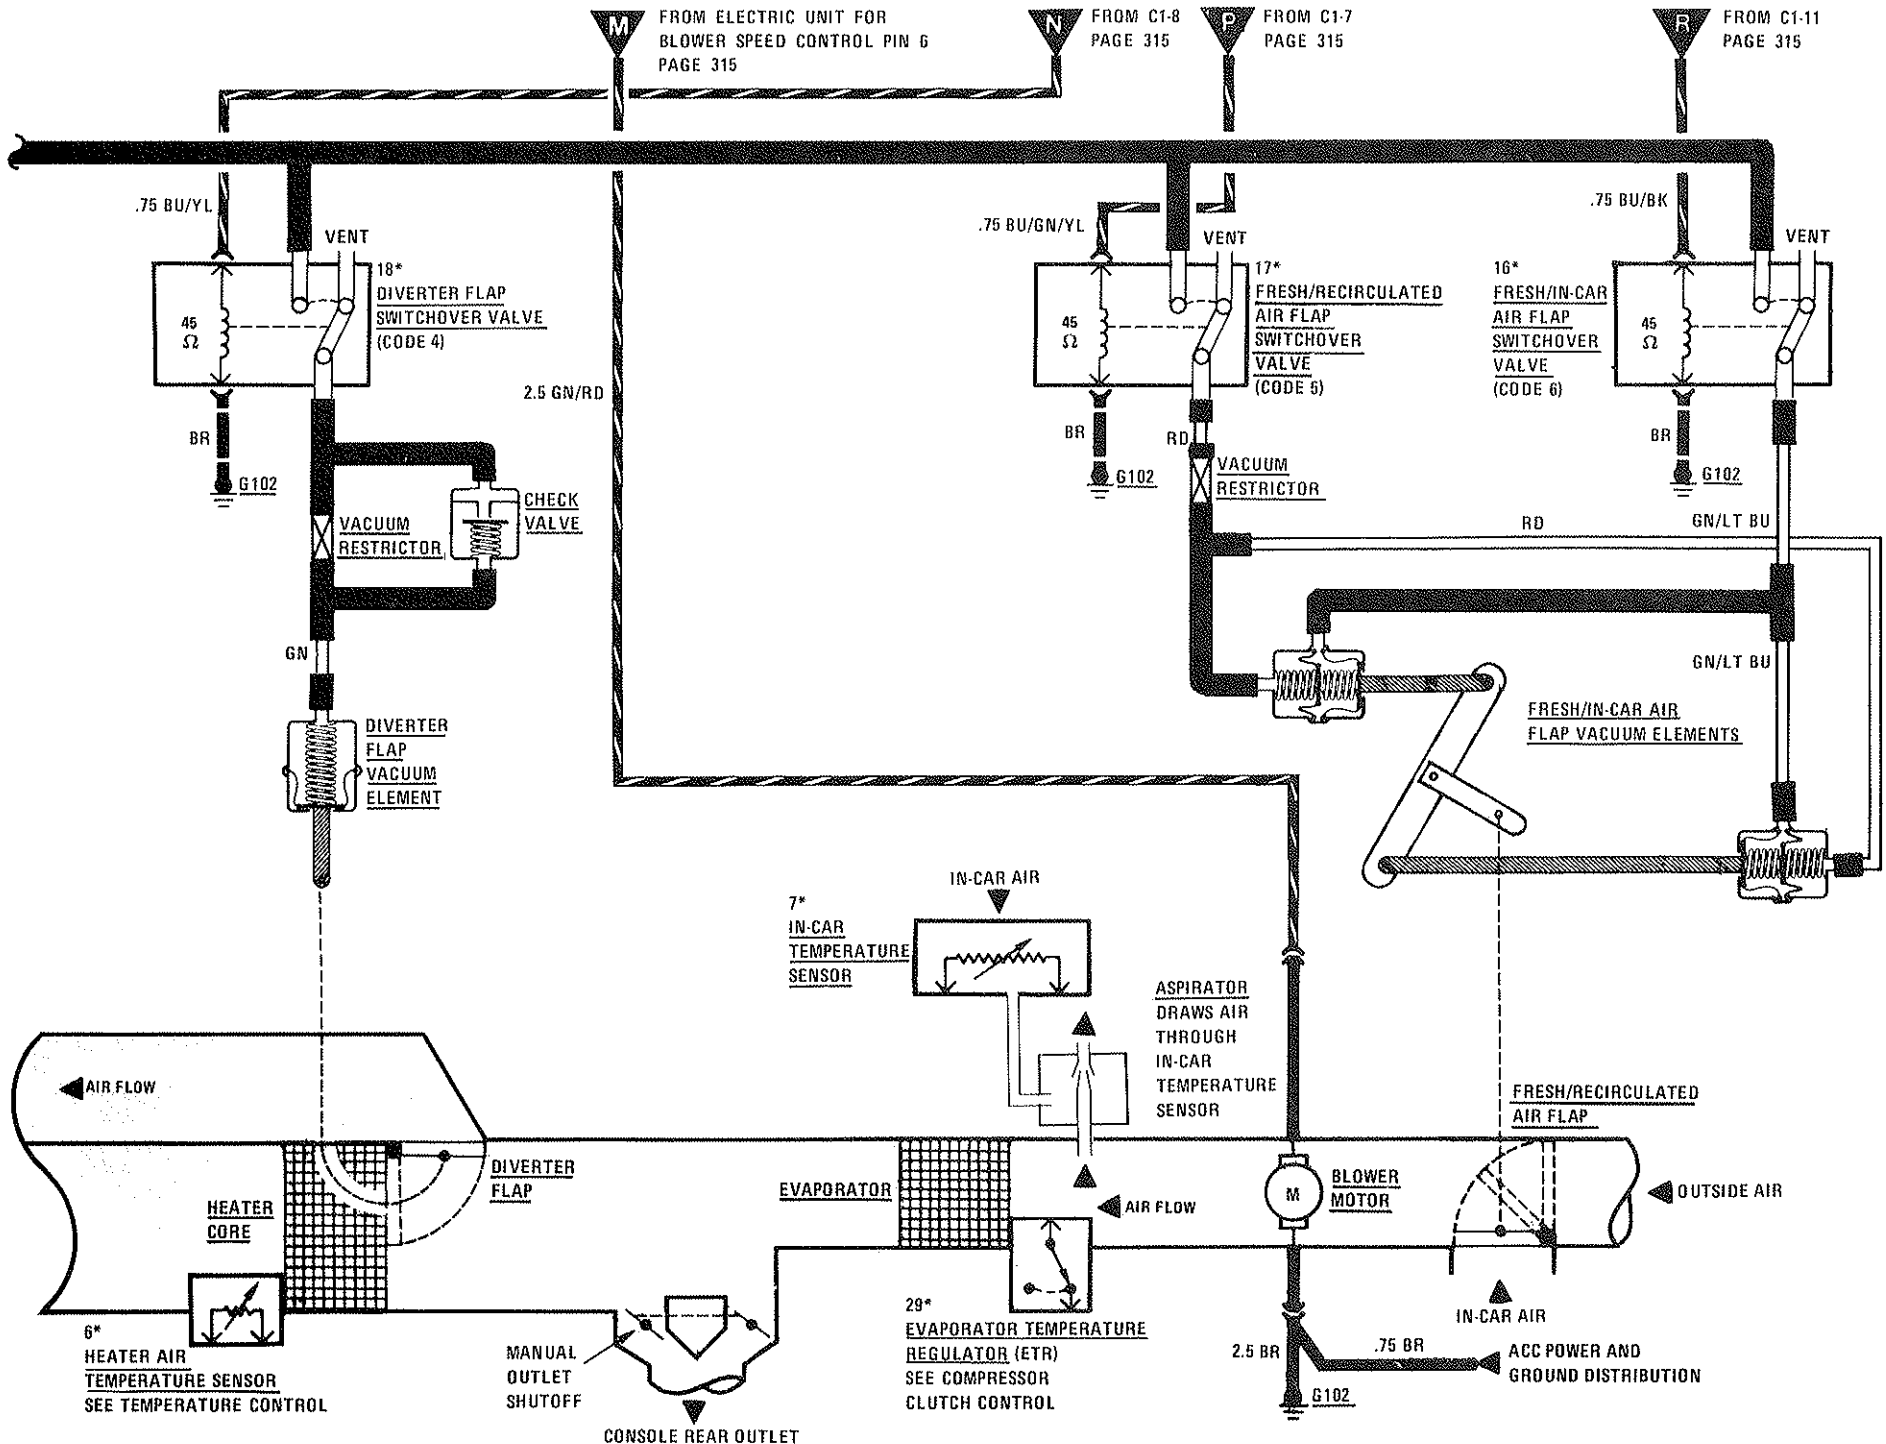 M
FROM ELECTRIC UNIT FOR
BLOWER SPEED CONTROL PIN 6
PAGE 315
N
FROM C1-8
PAGE 315
P
FROM C1-7
PAGE 315
R
FROM C1-11
PAGE 315
.75 BU/YL
VENT
18*
DIVERTER FLAP
SWITCHOVER VALVE
(CODE 4)
45
Ω
BR
G102
2.5 GN/RD
.75 BU/GN/YL
VENT
17*
FRESH/RECIRCULATED
AIR FLAP
SWITCHOVER
VALVE
(CODE 5)
45
Ω
BR
G102
RD
VACUUM
RESTRICTOR
.75 BU/BK
VENT
16*
FRESH/IN-CAR
AIR FLAP
SWITCHOVER
VALVE
(CODE 6)
45
Ω
BR
G102
CHECK
VALVE
VACUUM
RESTRICTOR
RD
GN/LT BU
GN
GN/LT BU
DIVERTER
FLAP
VACUUM
ELEMENT
FRESH/IN-CAR AIR
FLAP VACUUM ELEMENTS
IN-CAR AIR
7*
IN-CAR
TEMPERATURE
SENSOR
ASPIRATOR
DRAWS AIR
THROUGH
IN-CAR
TEMPERATURE
SENSOR
AIR FLOW
FRESH/RECIRCULATED
AIR FLAP
DIVERTER
FLAP
HEATER
CORE
EVAPORATOR
AIR FLOW
M
BLOWER
MOTOR
OUTSIDE AIR
IN-CAR AIR
6*
HEATER AIR
TEMPERATURE SENSOR
SEE TEMPERATURE CONTROL
MANUAL
OUTLET
SHUTOFF
CONSOLE REAR OUTLET
29*
EVAPORATOR TEMPERATURE
REGULATOR (ETR)
SEE COMPRESSOR
CLUTCH CONTROL
2.5 BR
.75 BR
ACC POWER AND
GROUND DISTRIBUTION
G102